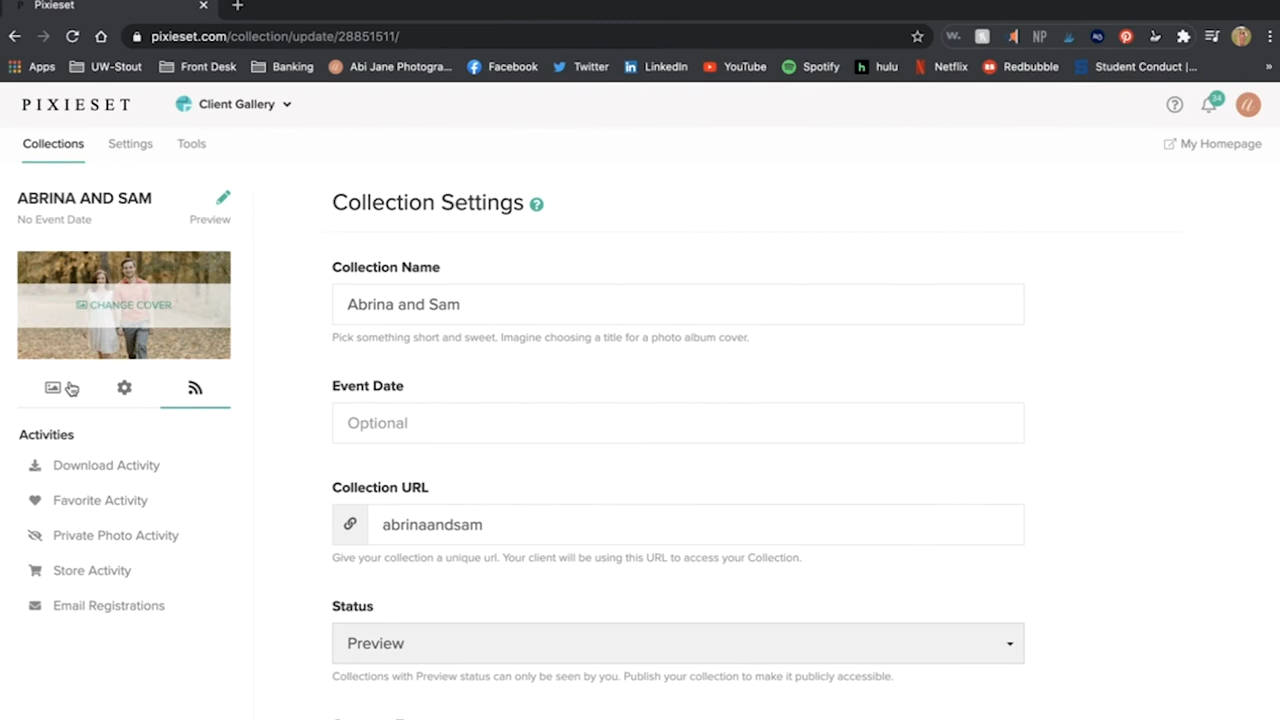 Pixieset
pixieset.com/collection/update/28851511/
W. NP
Apps UW-Stout Front Desk Banking Abi Jane Photogra... Facebook Twitter LinkedIn YouTube Spotify hulu Netflix Redbubble Student Conduct |... »
PIXIESET Client Gallery 34
Collections Settings Tools My Homepage
ABRINA AND SAM
No Event Date Preview
CHANGE COVER
Activities
Download Activity
Favorite Activity
Private Photo Activity
Store Activity
Email Registrations
Collection Settings
Collection Name
Abrina and Sam
Pick something short and sweet. Imagine choosing a title for a photo album cover.
Event Date
Optional
Collection URL
abrinaandsam
Give your collection a unique url. Your client will be using this URL to access your Collection.
Status
Preview
Collections with Preview status can only be seen by you. Publish your collection to make it publicly accessible.